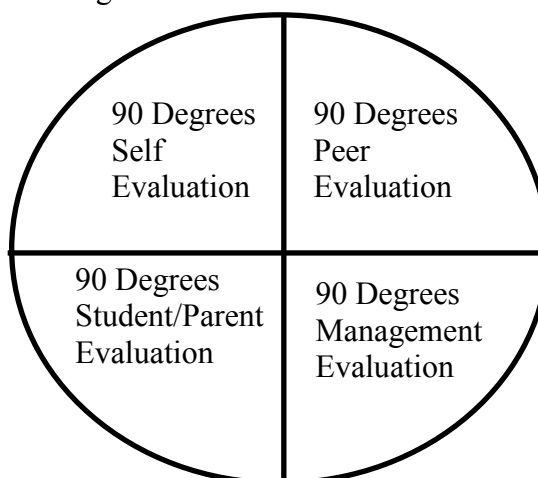 90 Degrees
Self
Evaluation
90 Degrees
Peer
Evaluation
90 Degrees
Student/Parent
Evaluation
90 Degrees
Management
Evaluation